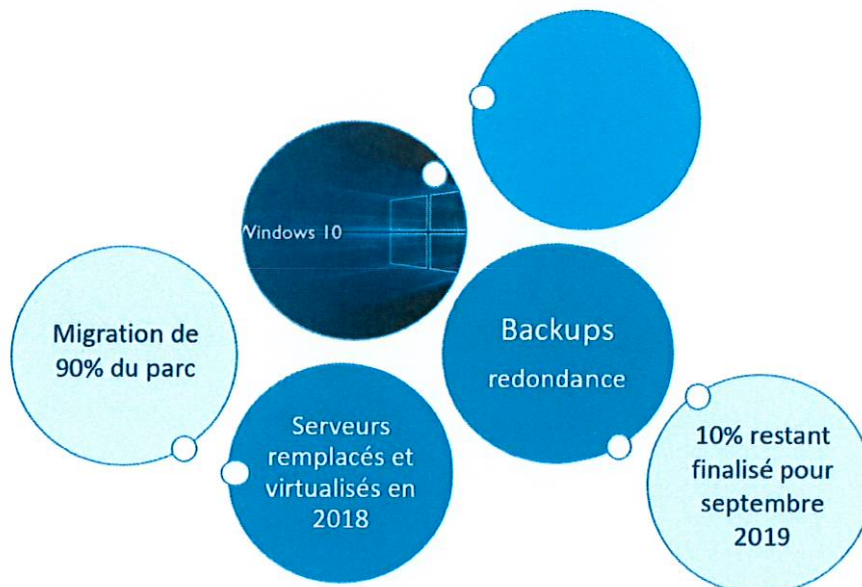 Windows 10
Migration de
90% du parc
Backups
redondance
Serveurs
remplacés et
virtualisés en
2018
10% restant
finalisé pour
septembre
2019